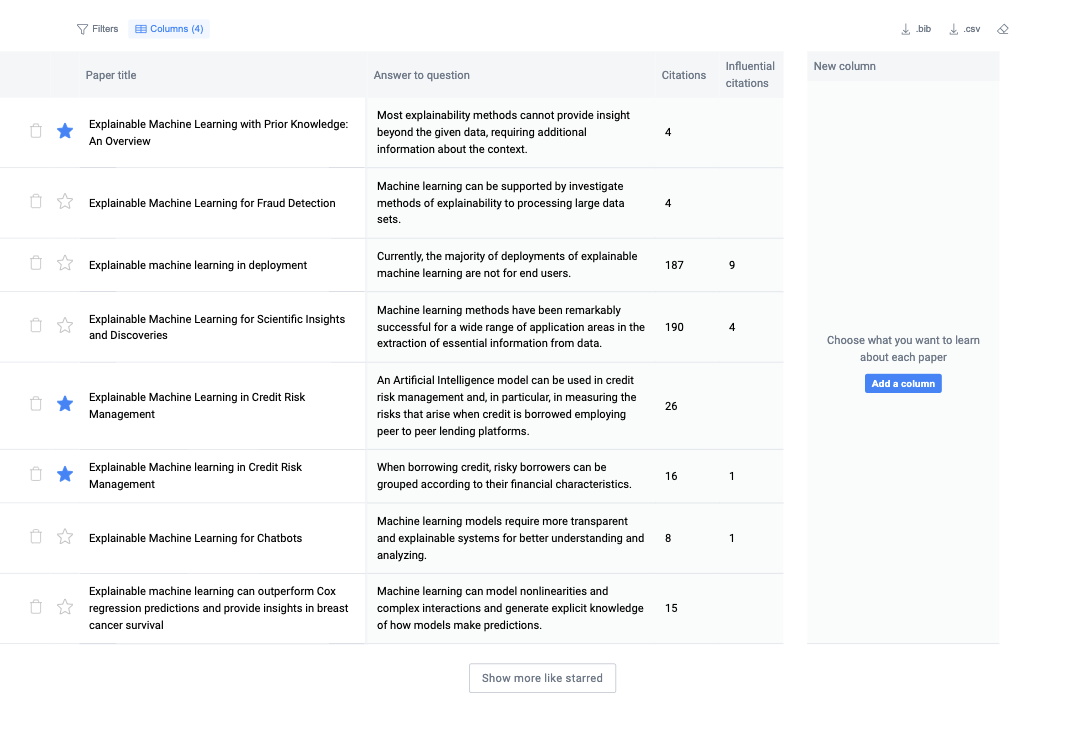 Filters
Columns (4)
.bib
.csv
Paper title
Answer to question
Citations
Influential
citations
New column
Explainable Machine Learning with Prior Knowledge:
An Overview
Most explainability methods cannot provide insight
beyond the given data, requiring additional
information about the context.
4
Explainable Machine Learning for Fraud Detection
Machine learning can be supported by investigate
methods of explainability to processing large data
sets.
4
Explainable machine learning in deployment
Currently, the majority of deployments of explainable
machine learning are not for end users.
187
9
Explainable Machine Learning for Scientific Insights
and Discoveries
Machine learning methods have been remarkably
successful for a wide range of application areas in the
extraction of essential information from data.
190
4
Explainable Machine Learning in Credit Risk
Management
An Artificial Intelligence model can be used in credit
risk management and, in particular, in measuring the
risks that arise when credit is borrowed employing
peer to peer lending platforms.
26
Explainable Machine learning in Credit Risk
Management
When borrowing credit, risky borrowers can be
grouped according to their financial characteristics.
16
1
Explainable Machine Learning for Chatbots
Machine learning models require more transparent
and explainable systems for better understanding and
analyzing.
8
1
Explainable machine learning can outperform Cox
regression predictions and provide insights in breast
cancer survival
Machine learning can model nonlinearities and
complex interactions and generate explicit knowledge
of how models make predictions.
15
Choose what you want to learn
about each paper
Add a column
Show more like starred